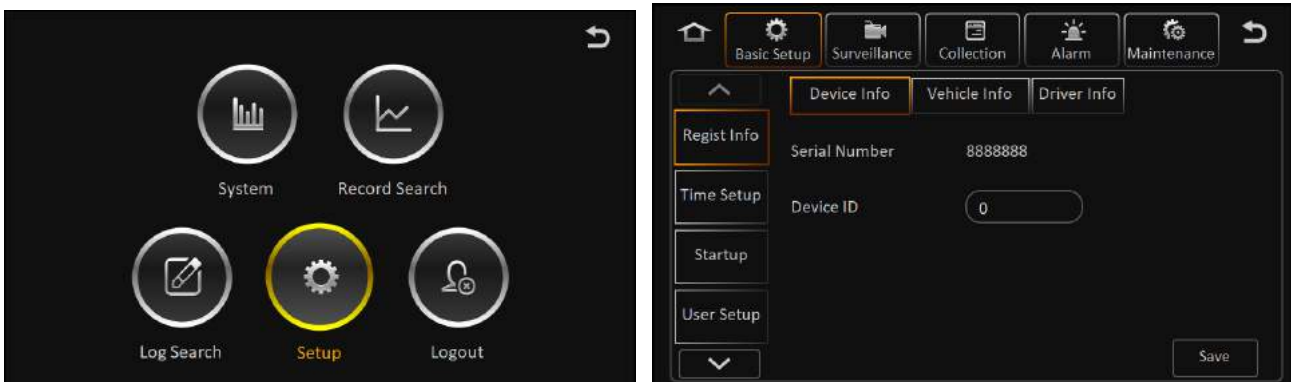 System Record Search
Log Search Setup Logout
Basic Setup Surveillance Collection Alarm Maintenance
Device Info Vehicle Info Driver Info
Regist Info
Serial Number 8888888
Time Setup
Device ID 0
Startup
User Setup
Save